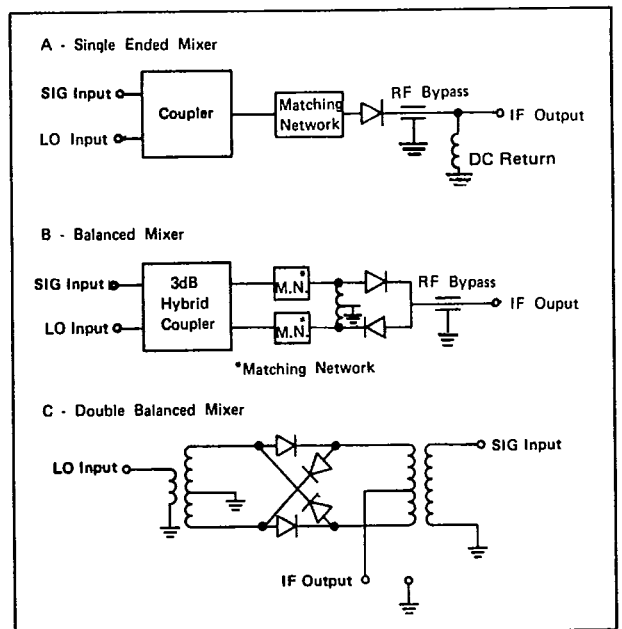 A - Single Ended Mixer
SIG Input
LO Input
Coupler
Matching
Network
RF Bypass
IF Output
DC Return
B - Balanced Mixer
SIG Input
LO Input
3dB
Hybrid
Coupler
M.N.*
M.N.*
RF Bypass
IF Ouput
*Matching Network
C - Double Balanced Mixer
LO Input
SIG Input
IF Output